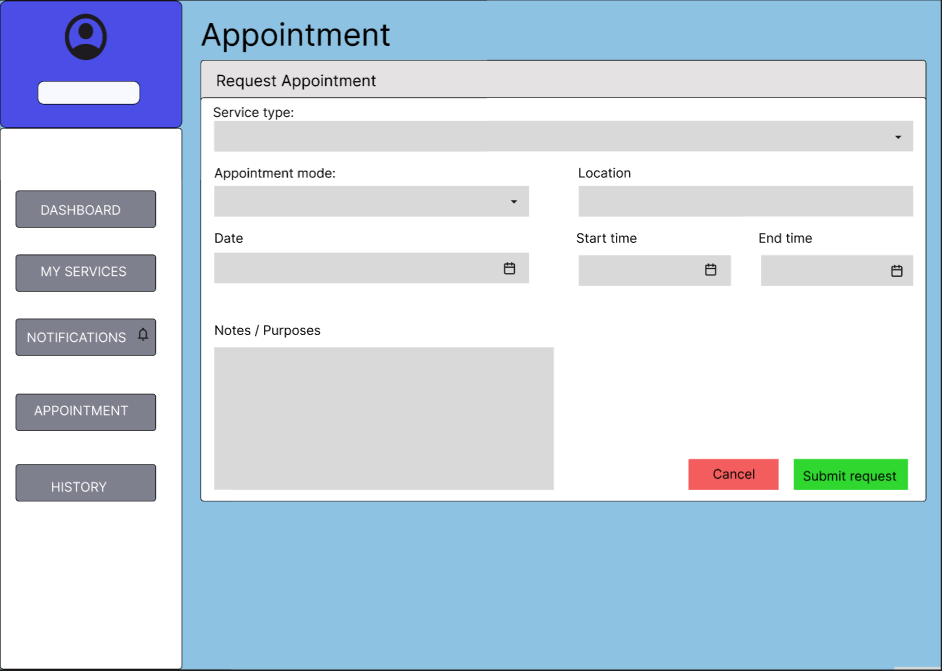 Appointment
Request Appointment
Service type:
Appointment mode:
Location
Date
Start time
End time
Notes / Purposes
Cancel
Submit request
DASHBOARD
MY SERVICES
NOTIFICATIONS
APPOINTMENT
HISTORY